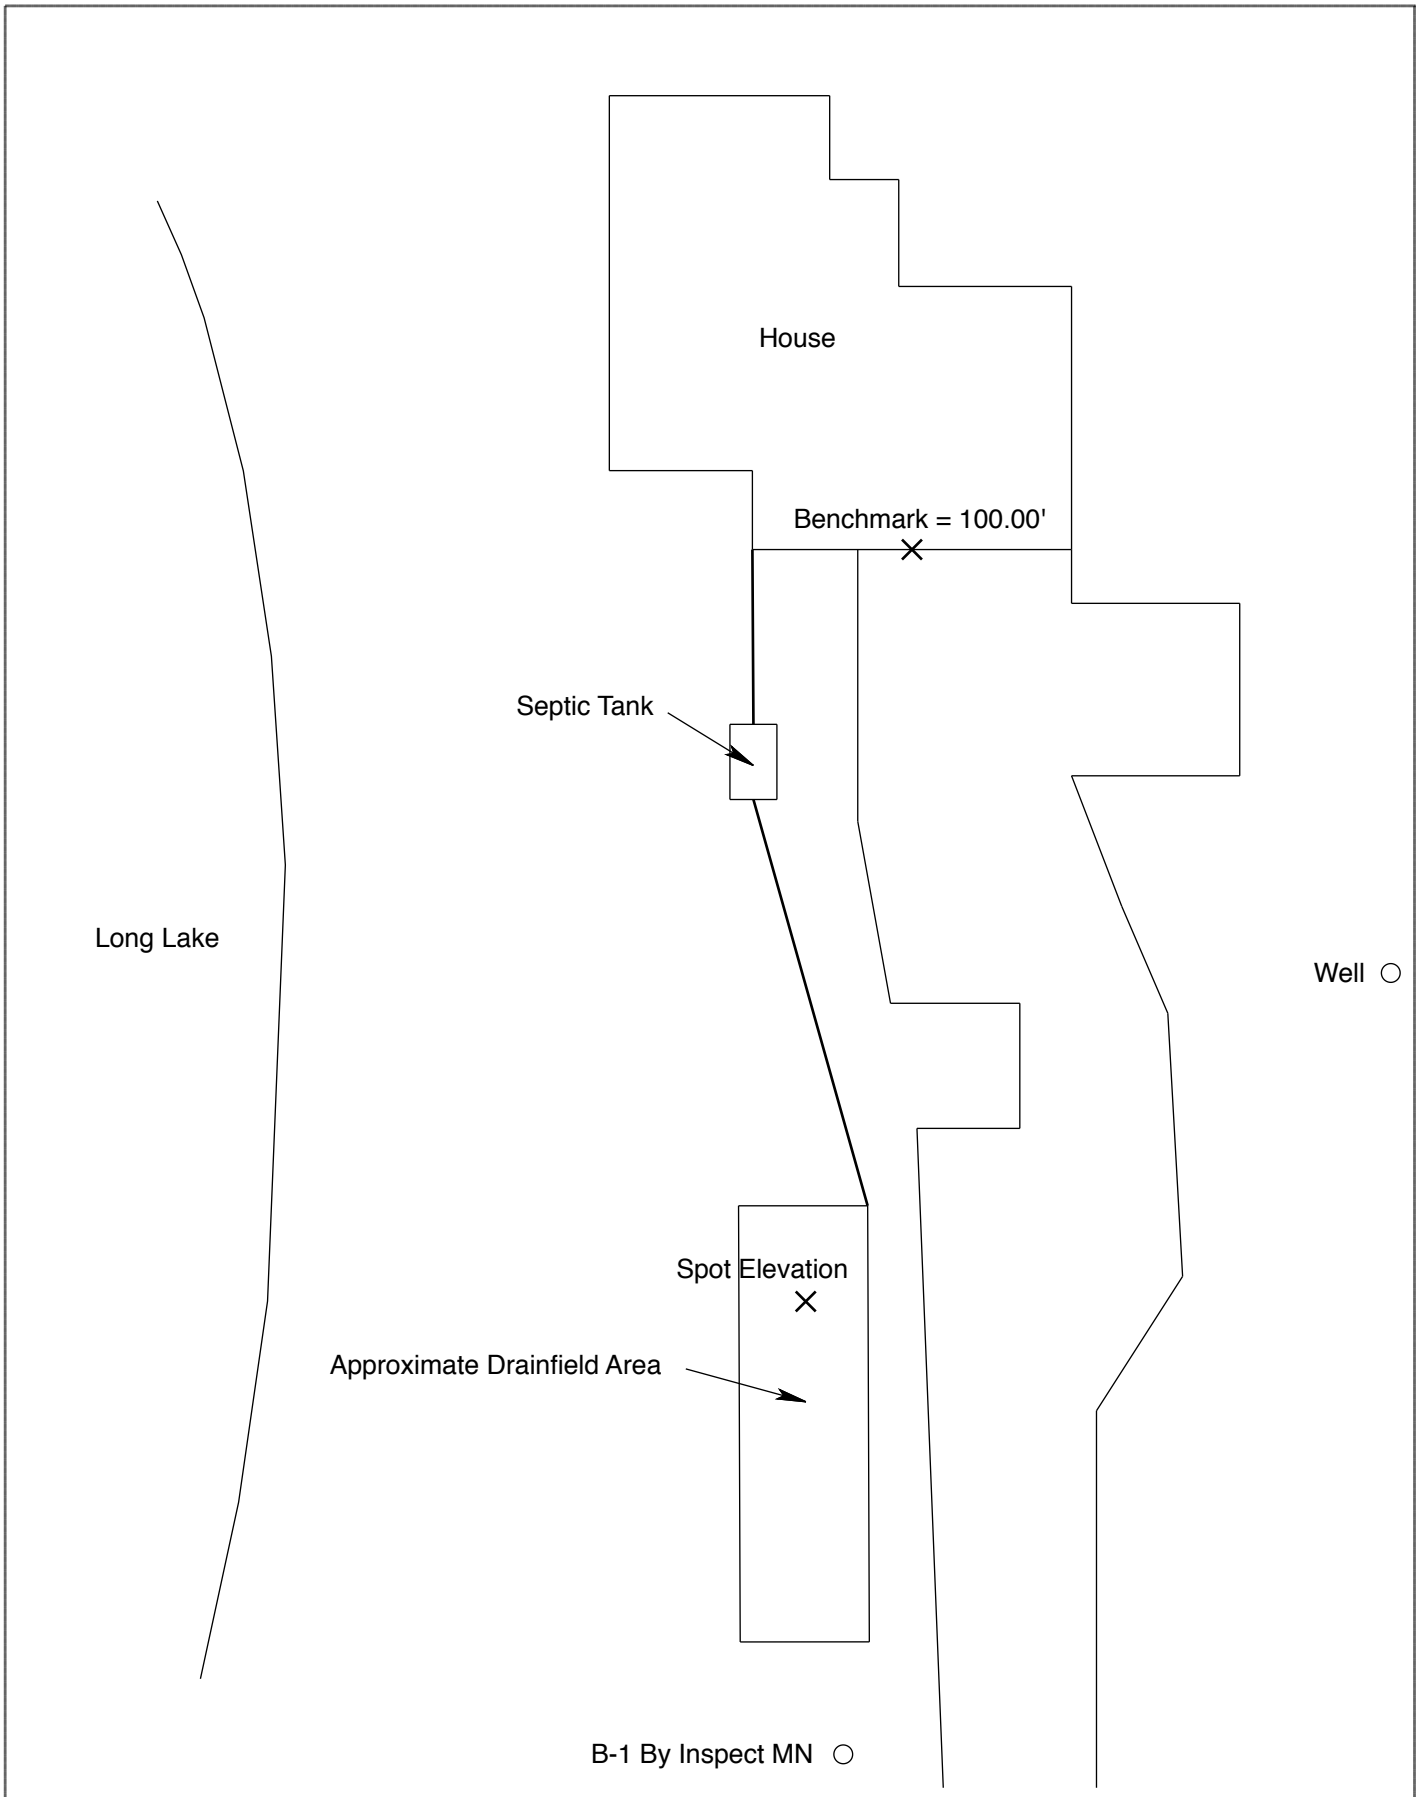 House
Benchmark = 100.00'
Septic Tank
Long Lake
Well
Spot Elevation
Approximate Drainfield Area
B-1 By Inspect MN